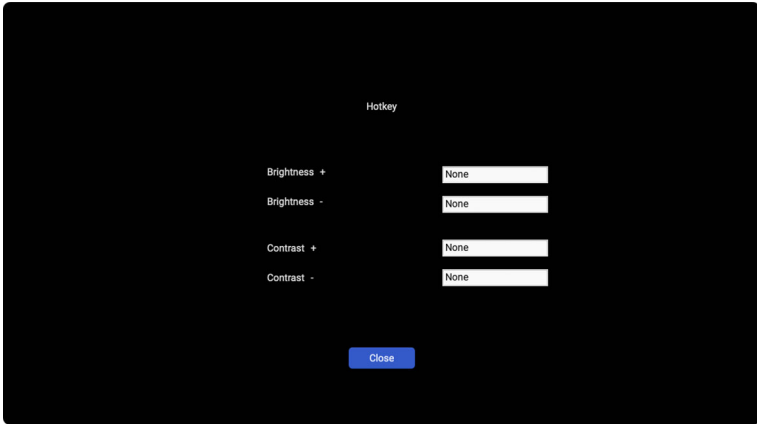 Hotkey
Brightness + None
Brightness - None
Contrast + None
Contrast - None
Close